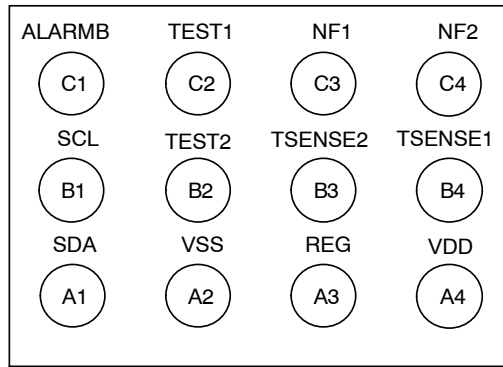 ALARMB TEST1 NF1 NF2
C1 C2 C3 C4
SCL TEST2 TSENSE2 TSENSE1
B1 B2 B3 B4
SDA VSS REG VDD
A1 A2 A3 A4